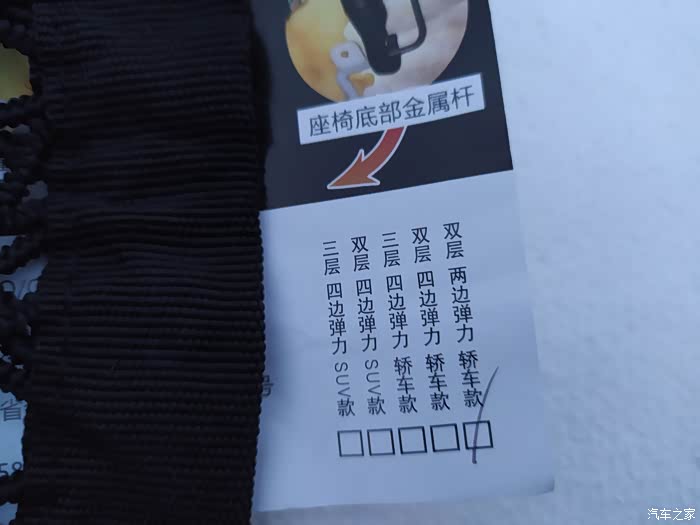 座椅底部金属杆
双层 两边弹力 轿车款
双层 四边弹力 轿车款
三层 四边弹力 轿车款
双层 四边弹力 SUV款
三层 四边弹力 SUV款
号
省
58
汽车之家